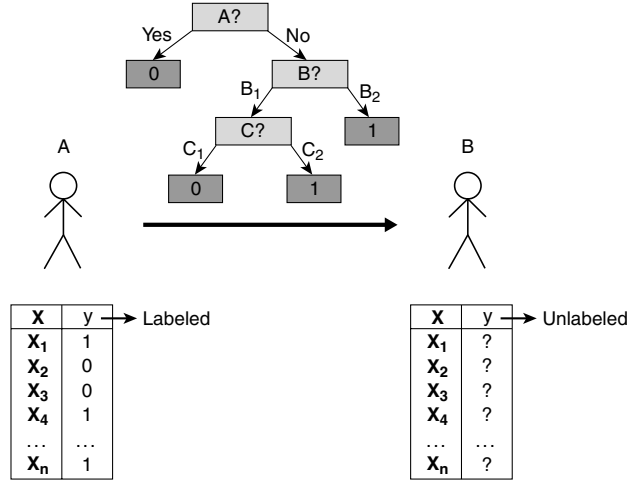 A?
Yes No
0 B?
B1 B2
C? 1
C1 C2
0 1
A B
X y Labeled
X1 1
X2 0
X3 0
X4 1
... ...
Xn 1
X y Unlabeled
X1 ?
X2 ?
X3 ?
X4 ?
... ...
Xn ?